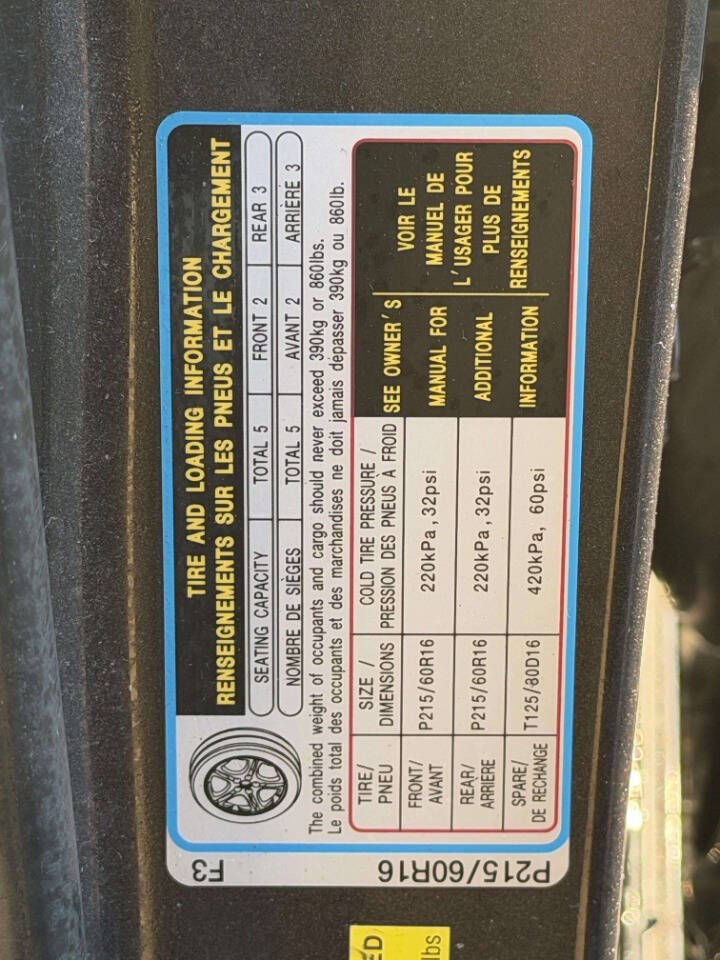 TIRE AND LOADING INFORMATION
RENSEIGNEMENTS SUR LES PNEUS ET LE CHARGEMENT
SEATING CAPACITY TOTAL 5 FRONT 2 REAR 3
NOMBRE DE SIÈGES TOTAL 5 AVANT 2 ARRIÈRE 3
The combined weight of occupants and cargo should never exceed 390kg or 860lbs.
Le poids total des occupants et des marchandises ne doit jamais dépasser 390kg ou 860lb.
TIRE/ SIZE / COLD TIRE PRESSURE /
PNEU DIMENSIONS PRESSION DES PNEUS À FROID
FRONT/ P215/60R16 220kPa, 32psi
AVANT
REAR/ P215/60R16 220kPa, 32psi
ARRIÈRE
SPARE/ T125/80D16 420kPa, 60psi
DE RECHANGE
SEE OWNER'S
MANUAL FOR
ADDITIONAL
INFORMATION
VOIR LE
MANUEL DE
L'USAGER POUR
PLUS DE
RENSEIGNEMENTS
F3
P215/60R16
ED
lbs